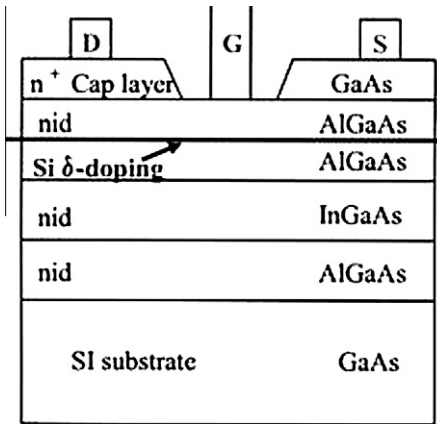 D G S
n+ Cap layer GaAs
nid AlGaAs
Si δ-doping AlGaAs
nid InGaAs
nid AlGaAs
SI substrate GaAs